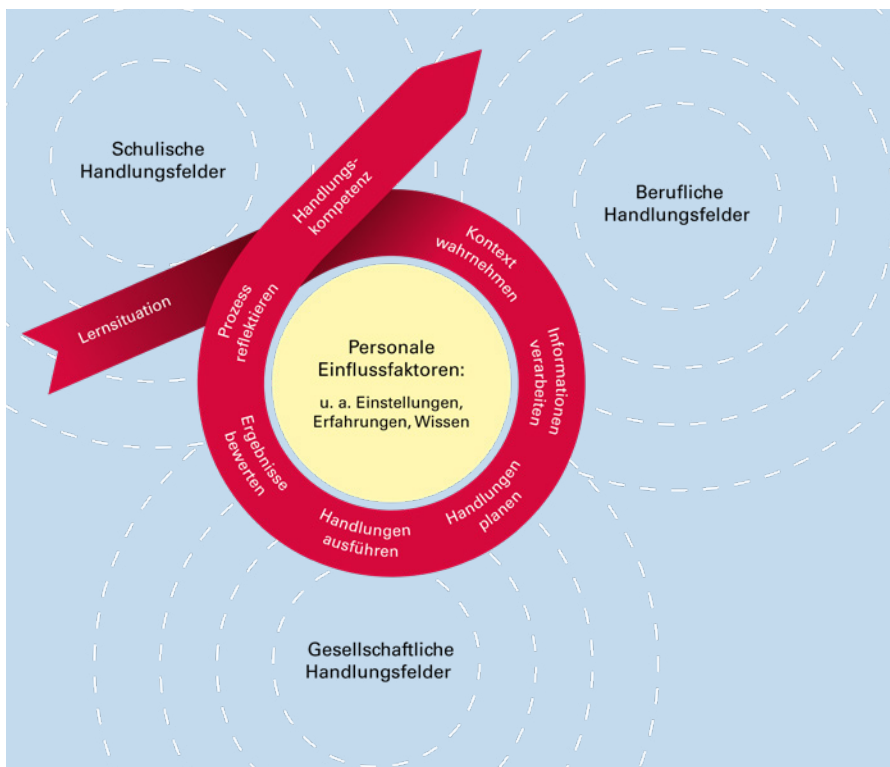 Schulische
Handlungsfelder
Berufliche
Handlungsfelder
Lernsituation
Kontext
wahrnehmen
Informationen
verarbeiten
Handlungen
planen
Handlungen
ausführen
Ergebnisse
bewerten
Prozess
reflektieren
Handlungs-
kompetenz
Personale
Einflussfaktoren:
u. a. Einstellungen,
Erfahrungen, Wissen
Gesellschaftliche
Handlungsfelder